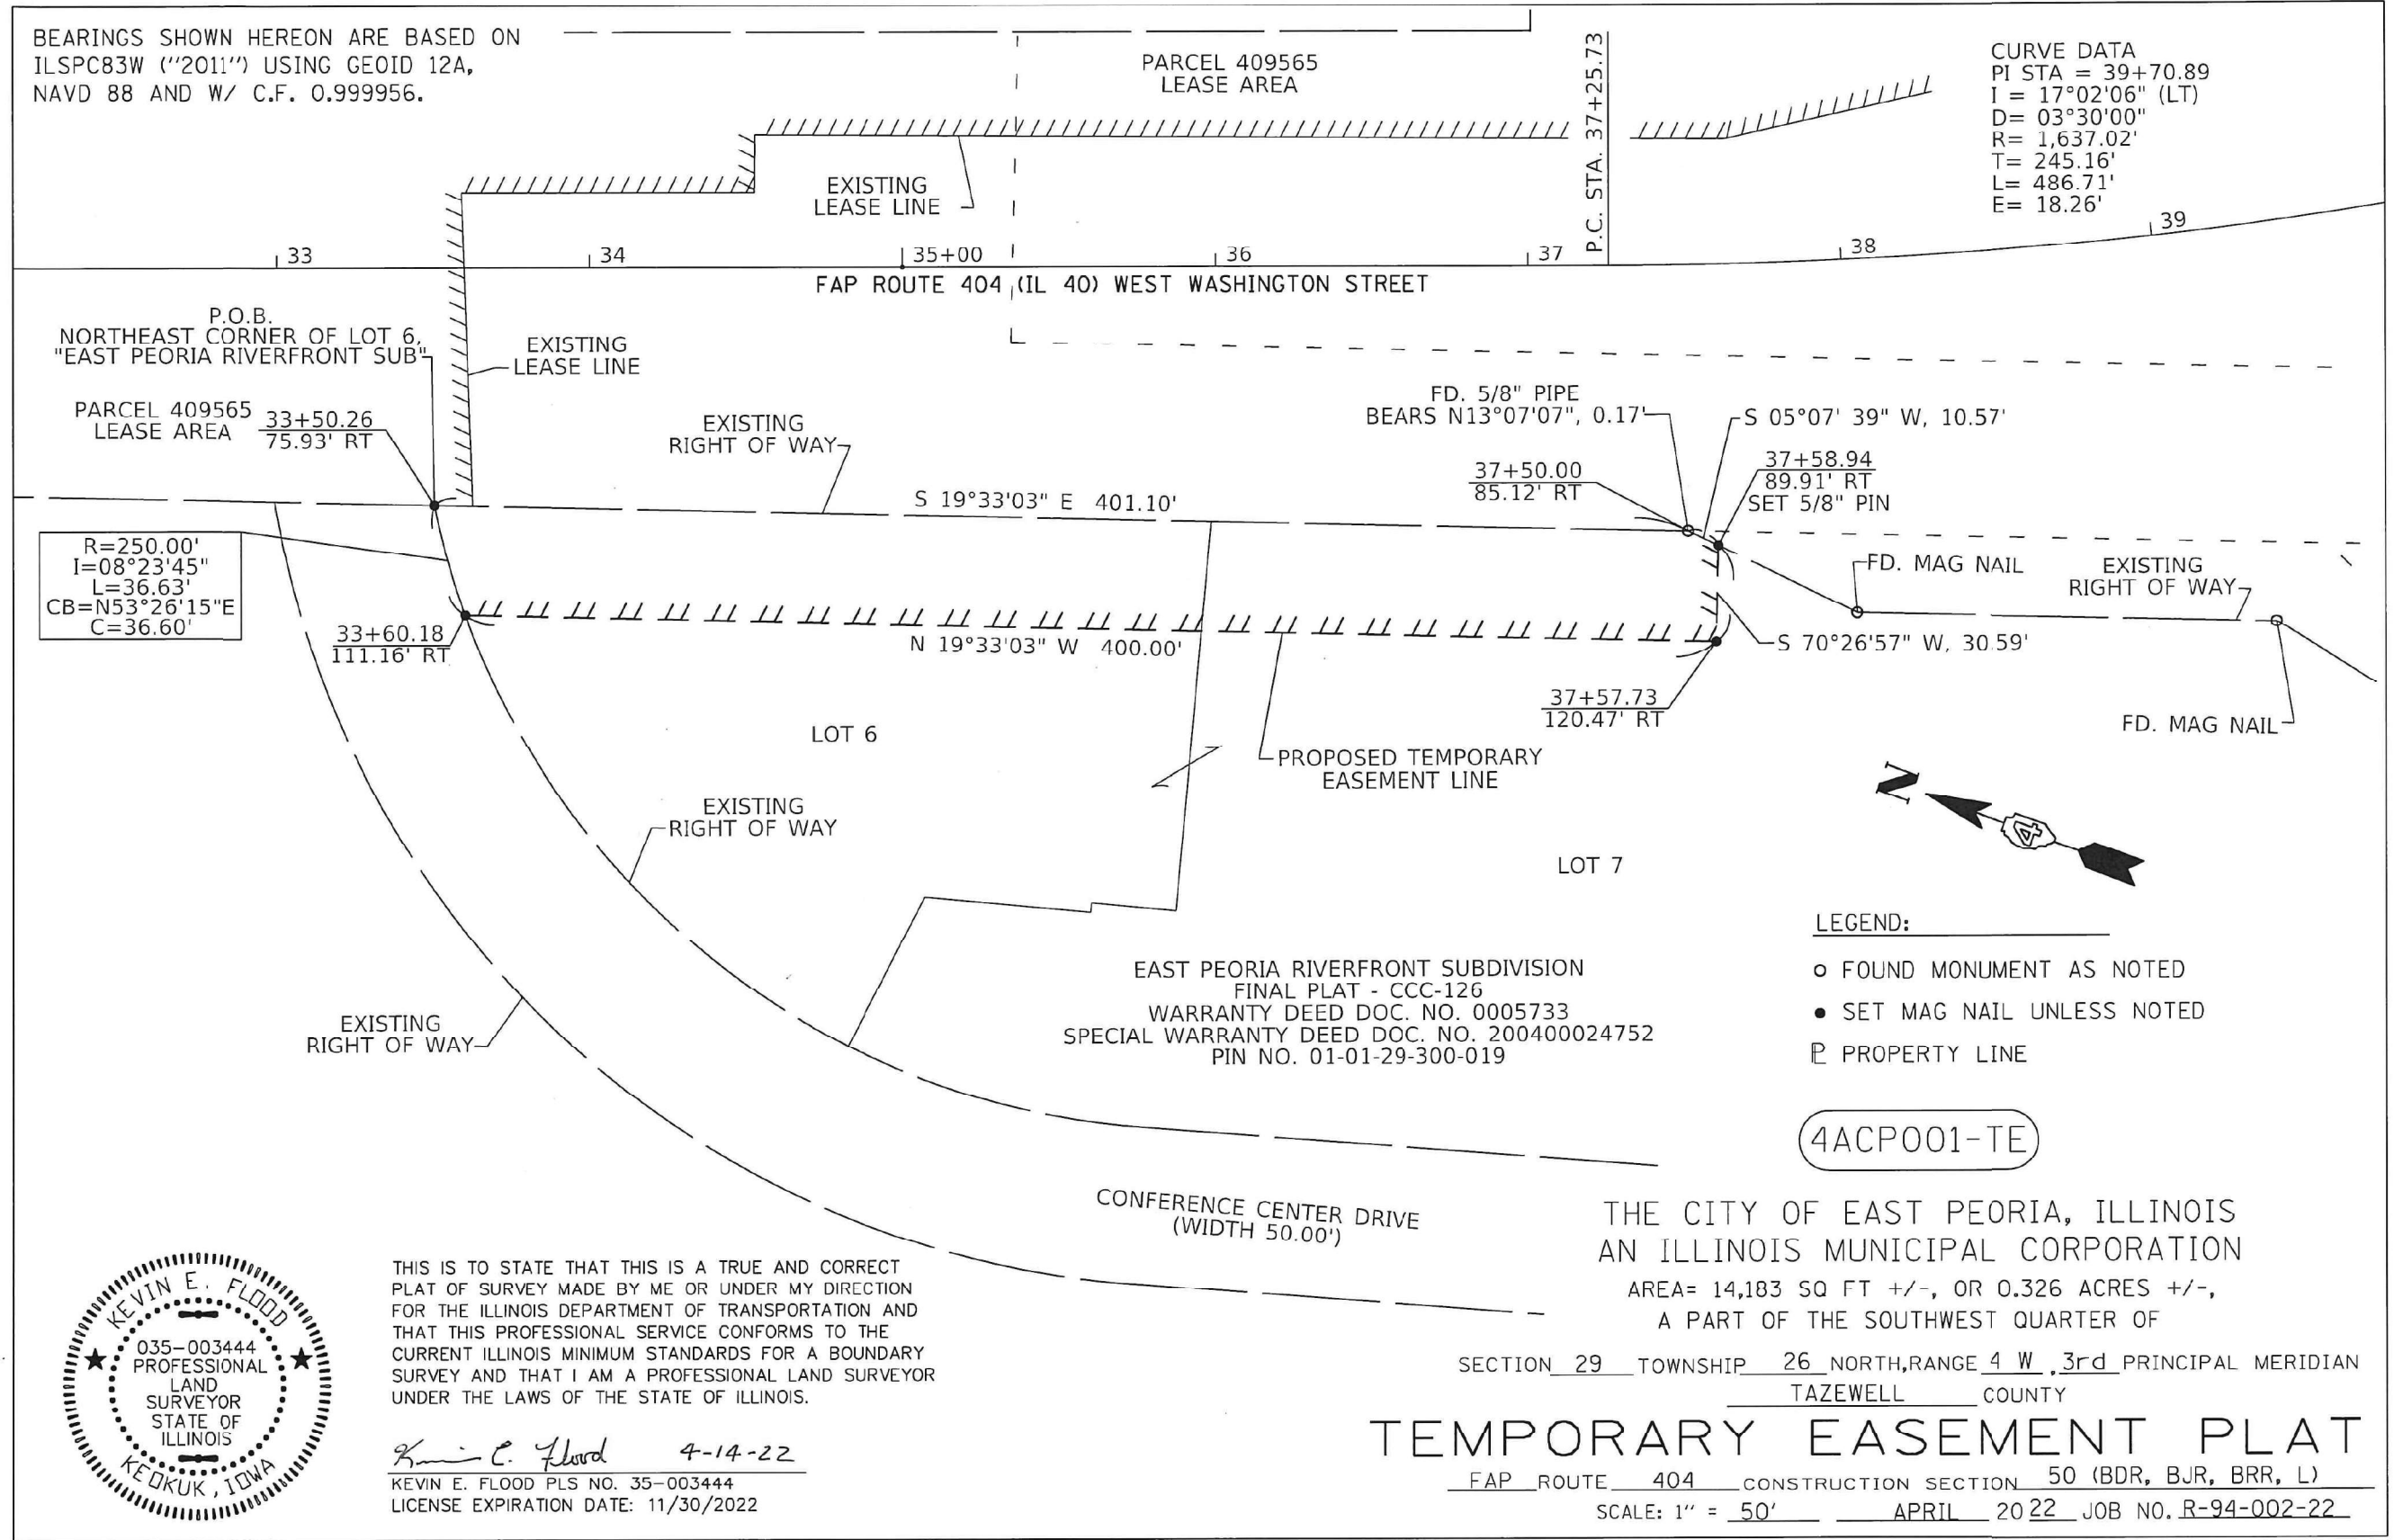 BEARINGS SHOWN HEREON ARE BASED ON
ILSPC83W ("2011") USING GEOID 12A,
NAVD 88 AND W/ C.F. 0.999956.
PARCEL 409565
LEASE AREA
P.C. STA. 37+25.73
CURVE DATA
PI STA = 39+70.89
I = 17°02'06" (LT)
D= 03°30'00"
R= 1,637.02'
T= 245.16'
L= 486.71'
E= 18.26'
EXISTING
LEASE LINE
33
34
35+00
36
37
38
39
FAP ROUTE 404 (IL 40) WEST WASHINGTON STREET
P.O.B.
NORTHEAST CORNER OF LOT 6,
"EAST PEORIA RIVERFRONT SUB"
EXISTING
LEASE LINE
PARCEL 409565
LEASE AREA
33+50.26
75.93' RT
EXISTING
RIGHT OF WAY
FD. 5/8" PIPE
BEARS N13°07'07", 0.17'
S 05°07' 39" W, 10.57'
37+50.00
85.12' RT
37+58.94
89.91' RT
SET 5/8" PIN
S 19°33'03" E 401.10'
R=250.00'
I=08°23'45"
L=36.63'
CB=N53°26'15"E
C=36.60'
FD. MAG NAIL
EXISTING
RIGHT OF WAY
33+60.18
111.16' RT
N 19°33'03" W 400.00'
S 70°26'57" W, 30.59'
37+57.73
120.47' RT
FD. MAG NAIL
LOT 6
PROPOSED TEMPORARY
EASEMENT LINE
EXISTING
RIGHT OF WAY
N
4
LOT 7
LEGEND:
FOUND MONUMENT AS NOTED
SET MAG NAIL UNLESS NOTED
PL PROPERTY LINE
EAST PEORIA RIVERFRONT SUBDIVISION
FINAL PLAT - CCC-126
WARRANTY DEED DOC. NO. 0005733
SPECIAL WARRANTY DEED DOC. NO. 200400024752
PIN NO. 01-01-29-300-019
EXISTING
RIGHT OF WAY
4ACP001-TE
CONFERENCE CENTER DRIVE
(WIDTH 50.00')
THE CITY OF EAST PEORIA, ILLINOIS
AN ILLINOIS MUNICIPAL CORPORATION
AREA= 14,183 SQ FT +/-, OR 0.326 ACRES +/-,
A PART OF THE SOUTHWEST QUARTER OF
SECTION 29 TOWNSHIP 26 NORTH,RANGE 4 W ,3rd PRINCIPAL MERIDIAN
TAZEWELL COUNTY
TEMPORARY EASEMENT PLAT
FAP ROUTE 404 CONSTRUCTION SECTION 50 (BDR, BJR, BRR, L)
SCALE: 1" = 50' APRIL 2022 JOB NO. R-94-002-22
KEVIN E. FLOOD
035-003444
PROFESSIONAL
LAND
SURVEYOR
STATE OF
ILLINOIS
KEOKUK, IOWA
THIS IS TO STATE THAT THIS IS A TRUE AND CORRECT
PLAT OF SURVEY MADE BY ME OR UNDER MY DIRECTION
FOR THE ILLINOIS DEPARTMENT OF TRANSPORTATION AND
THAT THIS PROFESSIONAL SERVICE CONFORMS TO THE
CURRENT ILLINOIS MINIMUM STANDARDS FOR A BOUNDARY
SURVEY AND THAT I AM A PROFESSIONAL LAND SURVEYOR
UNDER THE LAWS OF THE STATE OF ILLINOIS.
Kevin E. Flood 4-14-22
KEVIN E. FLOOD PLS NO. 35-003444
LICENSE EXPIRATION DATE: 11/30/2022